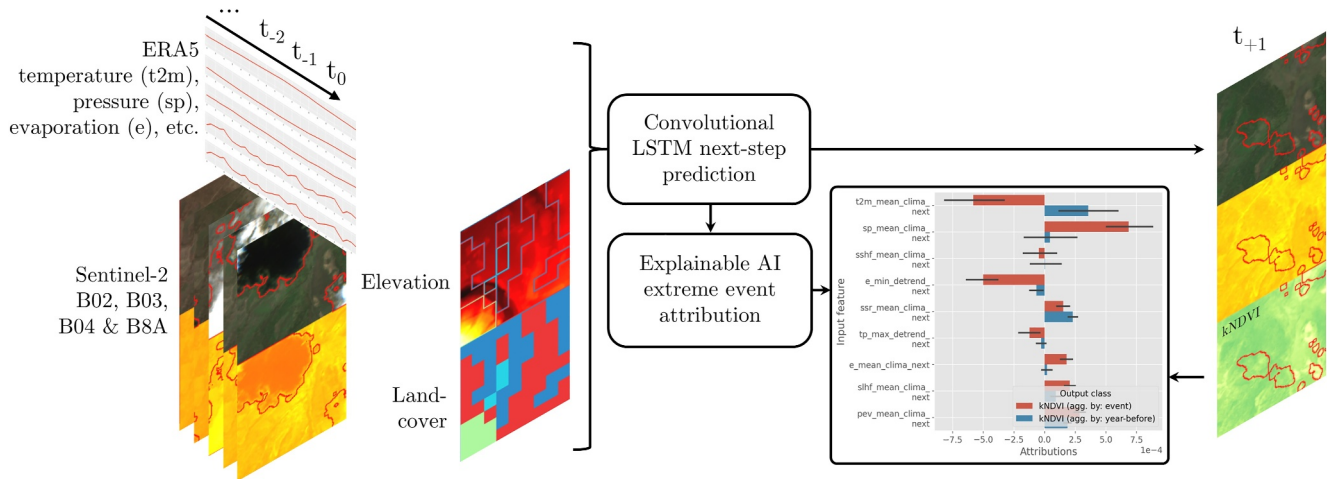 ...
t-2
t-1
t0
ERA5
temperature (t2m),
pressure (sp),
evaporation (e), etc.
Sentinel-2
B02, B03,
B04 & B8A
Elevation
Land-
cover
Convolutional
LSTM next-step
prediction
Explainable AI
extreme event
attribution
Input feature
t2m_mean_clima_
next
sp_mean_clima_
next
sshf_mean_clima_
next
e_min_detrend_
next
ssr_mean_clima_
next
tp_max_detrend_
next
e_mean_clima_next
slhf_mean_clima_
next
pev_mean_clima_
next
Output class
kNDVI (agg. by: event)
kNDVI (agg. by: year-before)
−7.5 −5.0 −2.5 0.0 2.5 5.0 7.5
Attributions
1e−4
t+1
kNDVI